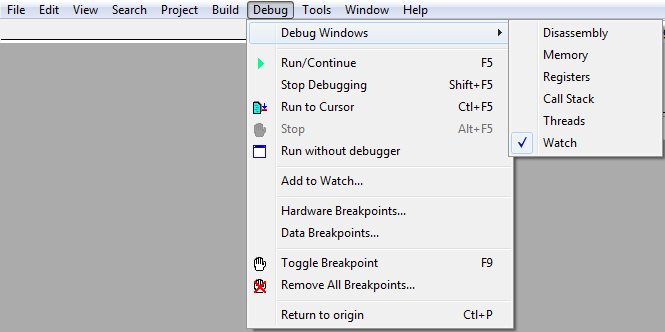 File Edit View Search Project Build Debug Tools Window Help
Debug Windows
Run/Continue F5
Stop Debugging Shift+F5
Run to Cursor Ctl+F5
Stop Alt+F5
Run without debugger
Add to Watch...
Hardware Breakpoints...
Data Breakpoints...
Toggle Breakpoint F9
Remove All Breakpoints...
Return to origin Ctl+P
Disassembly
Memory
Registers
Call Stack
Threads
Watch